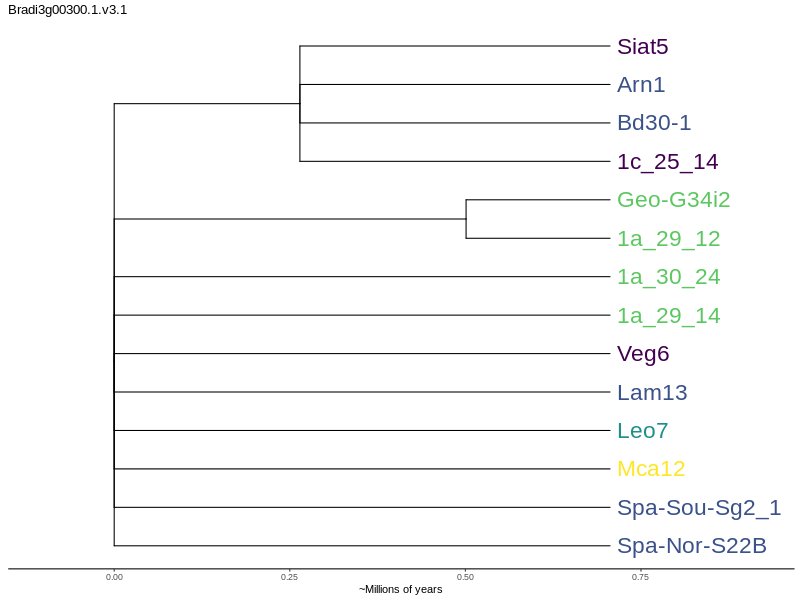 Bradi3g00300.1.v3.1
Siat5
Arn1
Bd30-1
1c_25_14
Geo-G34i2
1a_29_12
1a_30_24
1a_29_14
Veg6
Lam13
Leo7
Mca12
Spa-Sou-Sg2_1
Spa-Nor-S22B
0.00 0.25 0.50 0.75
~Millions of years